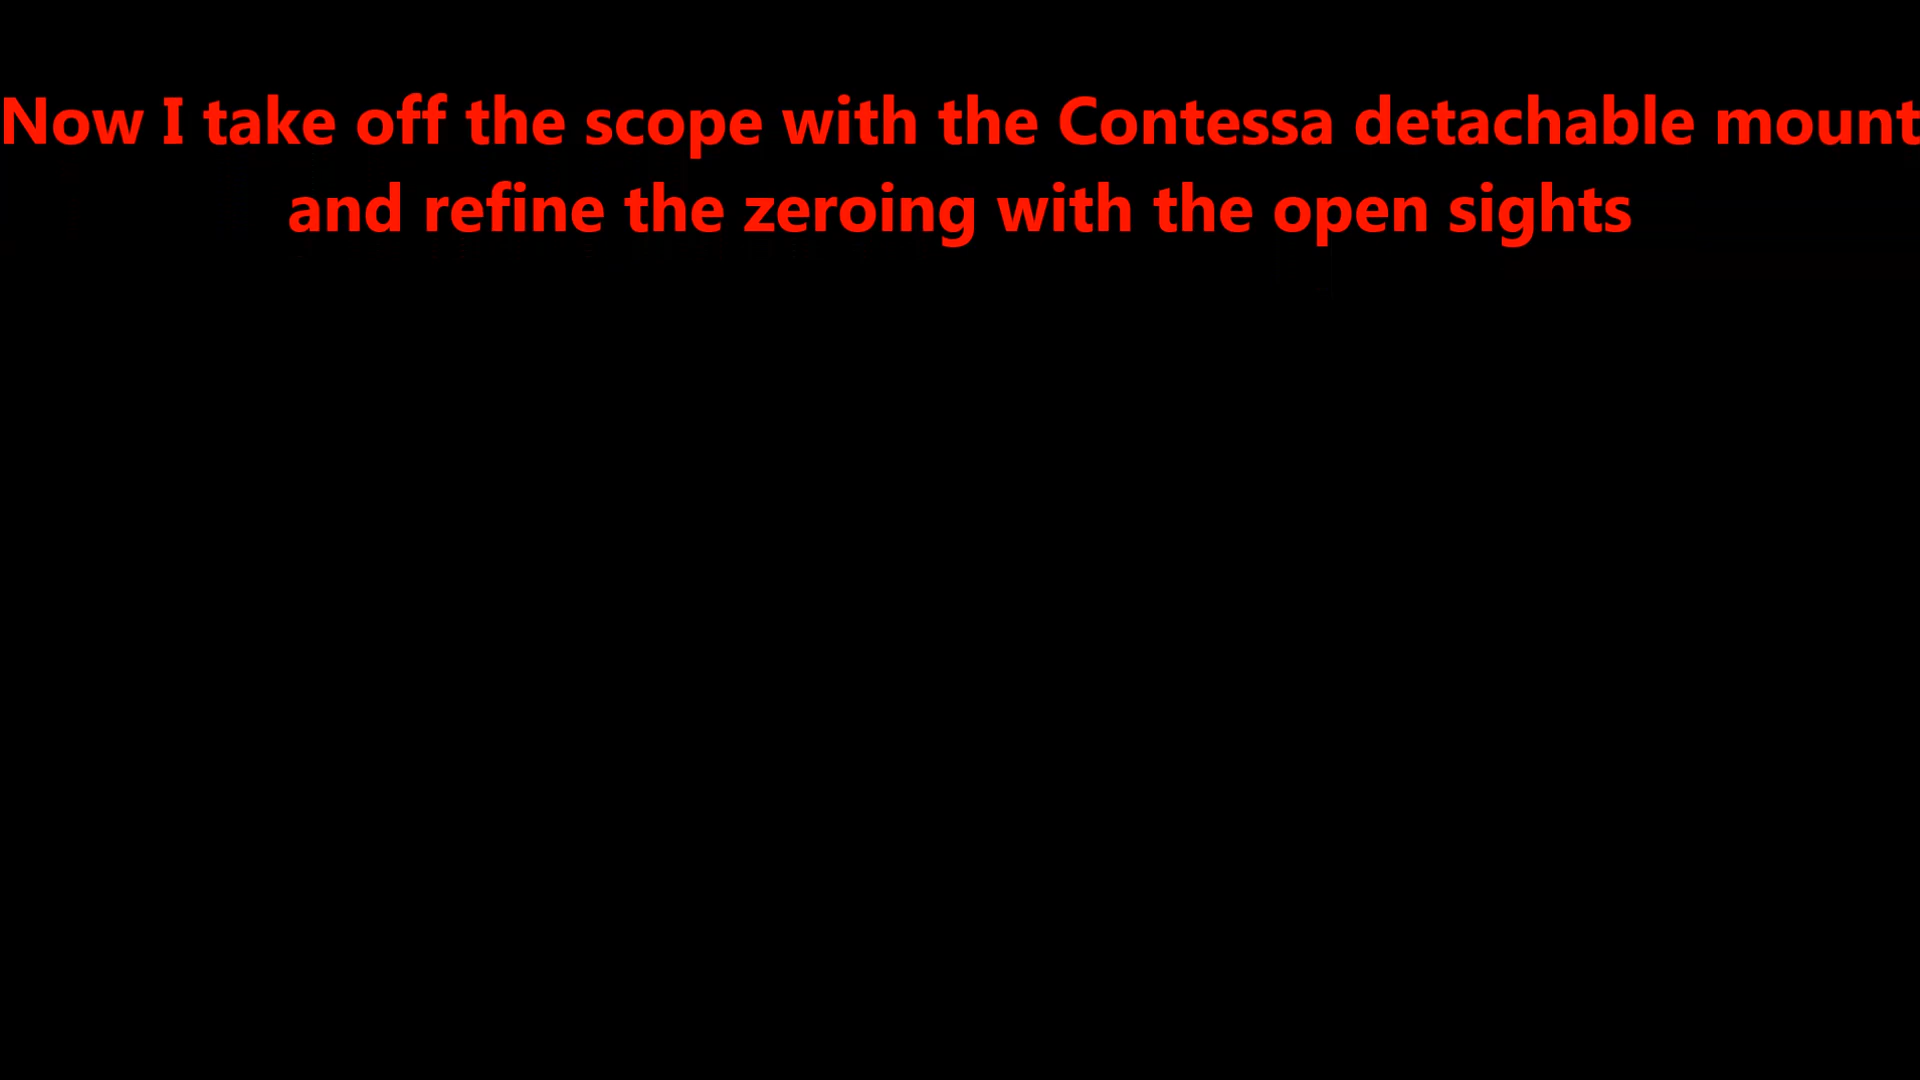 Now I take off the scope with the Contessa detachable mount
and refine the zeroing with the open sights